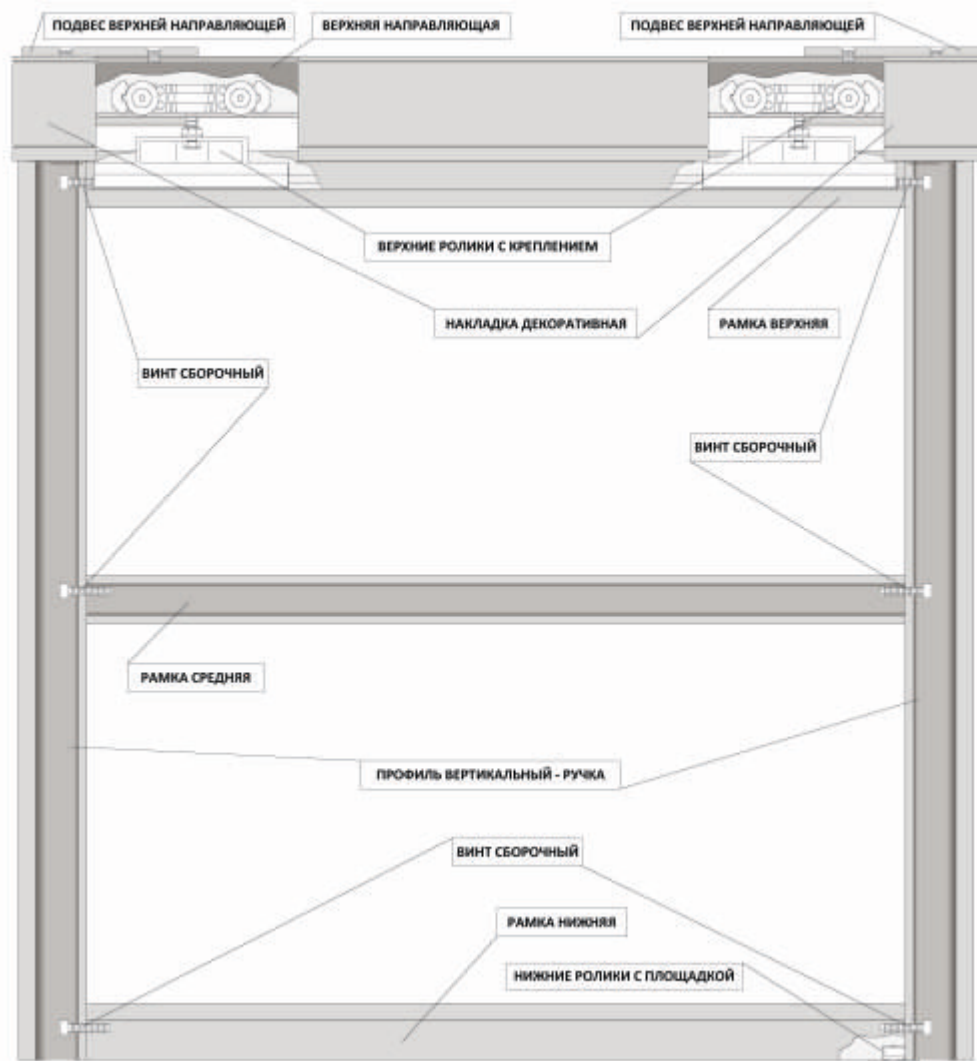 ПОДВЕС ВЕРХНЕЙ НАПРАВЛЯЮЩЕЙ
ВЕРХНЯЯ НАПРАВЛЯЮЩАЯ
ПОДВЕС ВЕРХНЕЙ НАПРАВЛЯЮЩЕЙ
ВЕРХНИЕ РОЛИКИ С КРЕПЛЕНИЕМ
НАКЛАДКА ДЕКОРАТИВНАЯ
РАМКА ВЕРХНЯЯ
ВИНТ СБОРОЧНЫЙ
ВИНТ СБОРОЧНЫЙ
РАМКА СРЕДНЯЯ
ПРОФИЛЬ ВЕРТИКАЛЬНЫЙ - РУЧКА
ВИНТ СБОРОЧНЫЙ
РАМКА НИЖНЯЯ
НИЖНИЕ РОЛИКИ С ПЛОЩАДКОЙ